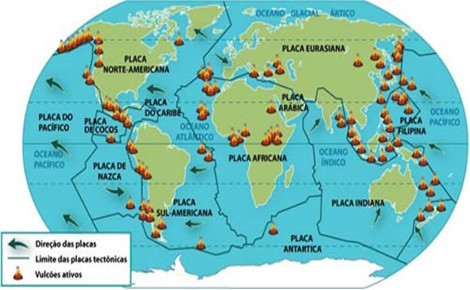 OCEANO GLACIAL ÁRTICO
PLACA EURASIANA
PLACA
NORTE-AMERICANA
PLACA
DO CARIBE
PLACA
ARÁBICA
PLACA DO
PACÍFICO
PLACA
DE COCOS
OCEANO
ATLÂNTICO
OCEANO
PACÍFICO
PLACA
FILIPINA
OCEANO
PACÍFICO
PLACA AFRICANA
OCEANO
ÍNDICO
PLACA DE
NAZCA
PLACA
SUL-AMERICANA
PLACA INDIANA
PLACA
ANTARTICA
Direção das placas
Limite das placas tectônicas
Vulcões ativos